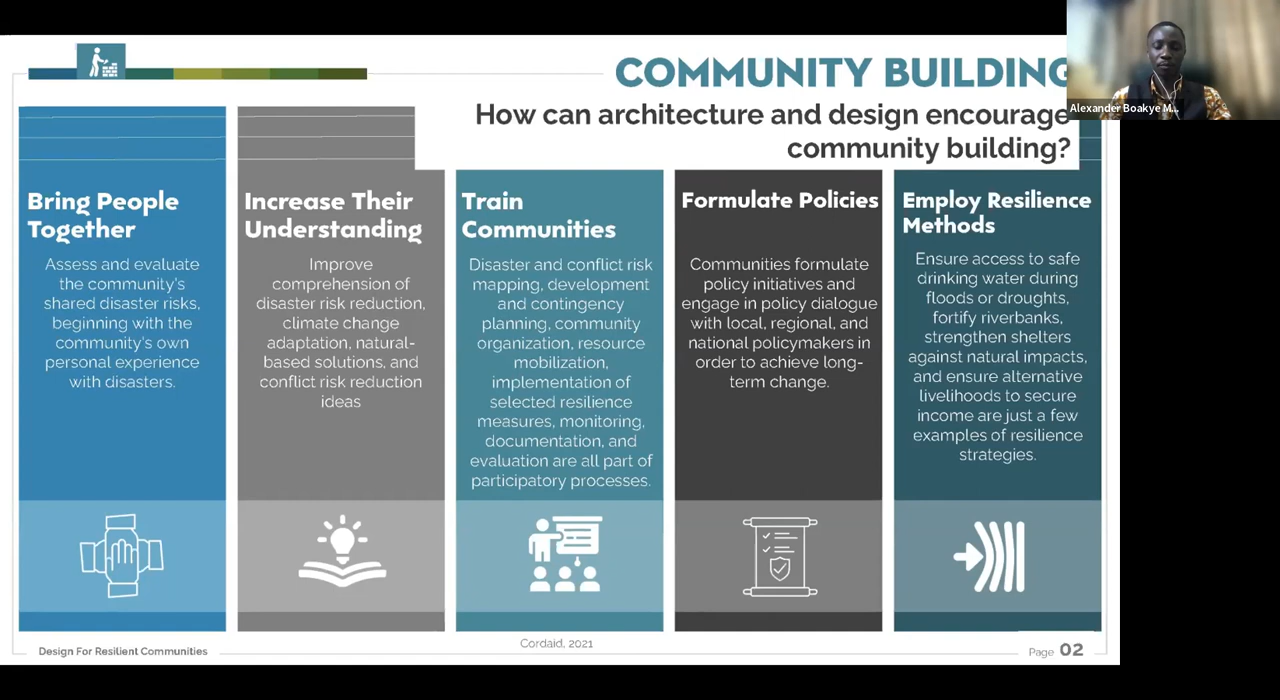 COMMUNITY BUILDING
How can architecture and design encourage
community building?
Alexander Boakye M...
Bring People
Together
Assess and evaluate
the community's
shared disaster risks,
beginning with the
community's own
personal experience
with disasters.
Increase Their
Understanding
Improve
comprehension of
disaster risk reduction,
climate change
adaptation, natural-
based solutions, and
conflict risk reduction
ideas
Train
Communities
Disaster and conflict risk
mapping, development
and contingency
planning, community
organization, resource
mobilization,
implementation of
selected resilience
measures, monitoring,
documentation, and
evaluation are all part of
participatory processes.
Formulate Policies
Communities formulate
policy initiatives and
engage in policy dialogue
with local, regional, and
national policymakers in
order to achieve long-
term change.
Employ Resilience
Methods
Ensure access to safe
drinking water during
floods or droughts,
fortify riverbanks,
strengthen shelters
against natural impacts,
and ensure alternative
livelihoods to secure
income are just a few
examples of resilience
strategies.
Cordaid, 2021
Design For Resilient Communities
Page 02